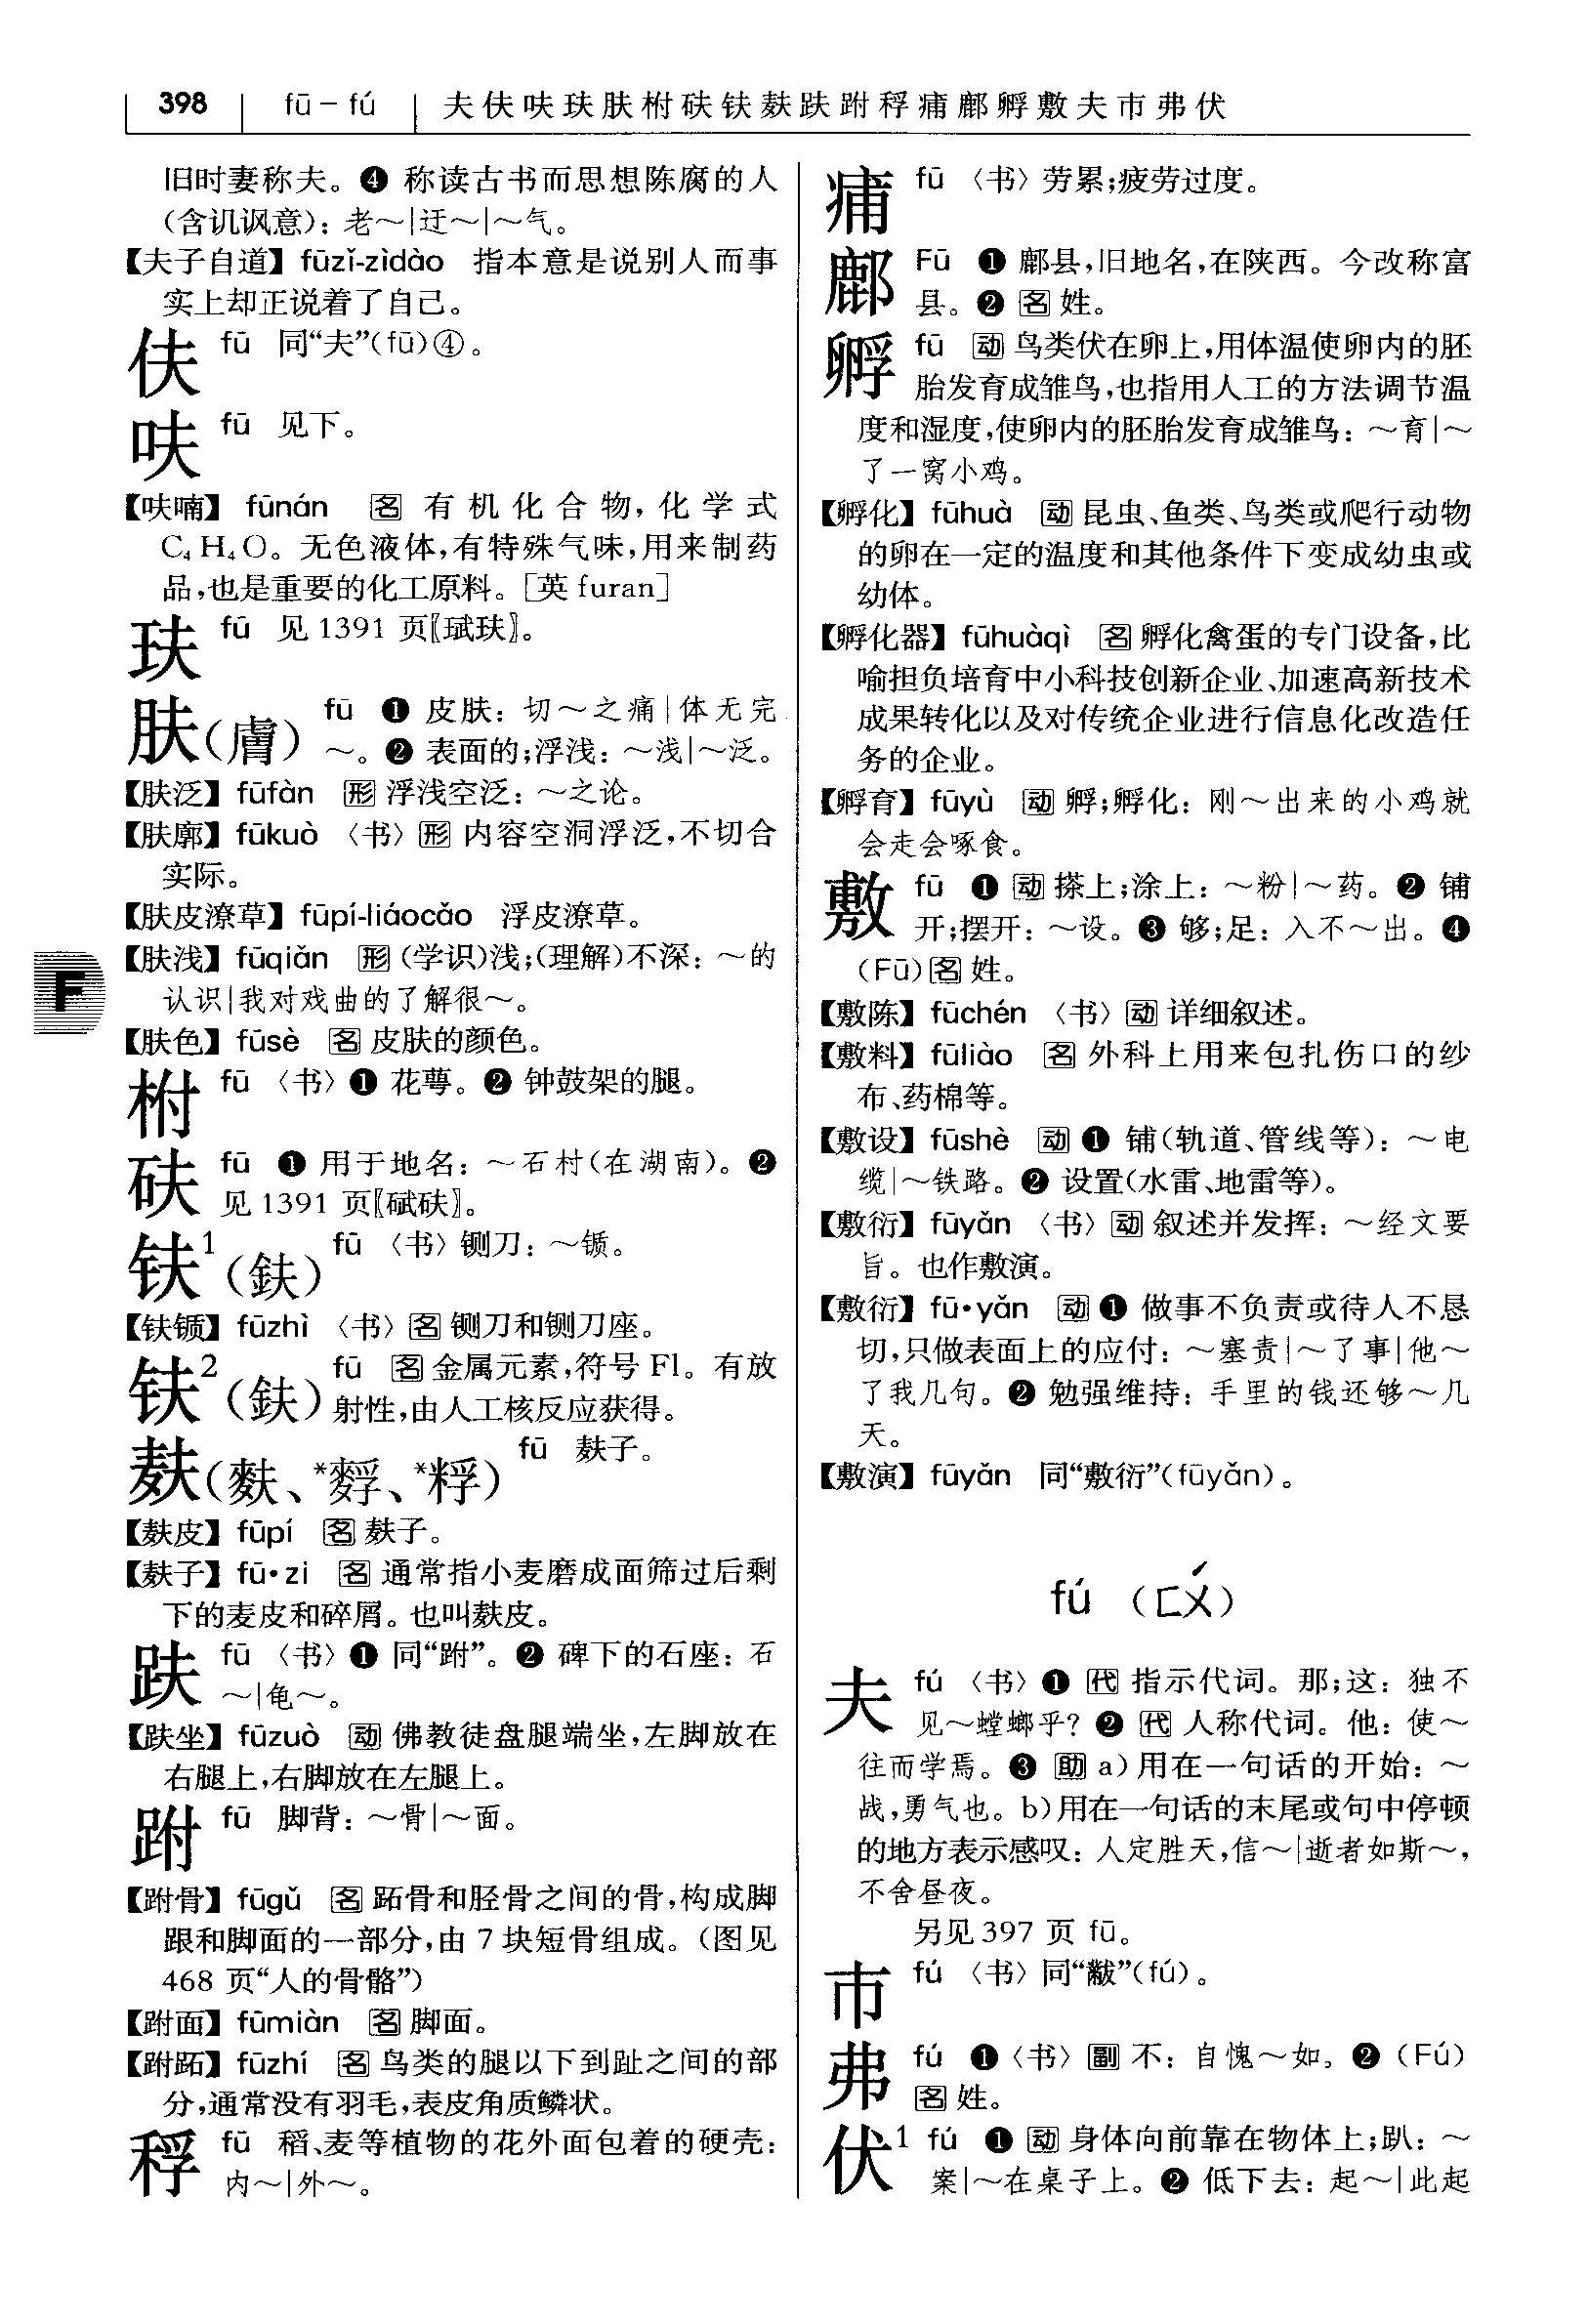 398 fū－fú 夫伕呋玞肤柎砆铁麸趺跗稃痡鄜孵敷夫巿弗伏
旧时妻称夫。❹ 称读古书而思想陈腐的人
（含讥讽意）：老～|迂～|～气。
【夫子自道】fūzǐ-zìdào 指本意是说别人而事
实上却正说着了自己。
伕 fū 同“夫”(fū)④。
呋 fū 见下。
【呋喃】fūnán 名 有机化合物，化学式
C₄H₄O。无色液体，有特殊气味，用来制药
品，也是重要的化工原料。［英 furan］
玞 fū 见 1391 页〖珷玞〗。
肤(膚) fū ❶ 皮肤：切～之痛|体无完
～。❷ 表面的；浮浅：～浅|～泛。
【肤泛】fūfàn 形 浮浅空泛：～之论。
【肤廓】fūkuò 〈书〉形 内容空洞浮泛，不切合
实际。
【肤皮潦草】fūpí-liáocǎo 浮皮潦草。
【肤浅】fūqiǎn 形 (学识)浅；(理解)不深：～的
认识|我对戏曲的了解很～。
【肤色】fūsè 名 皮肤的颜色。
柎 fū 〈书〉❶ 花萼。❷ 钟鼓架的腿。
砆 fū ❶ 用于地名：～石村(在湖南)。❷
见 1391 页〖碔砆〗。
𫓧¹(鈇) fū 〈书〉铡刀：～锧。
【𫓧锧】fūzhì 〈书〉名 铡刀和铡刀座。
𫓧²(鈇) fū 名 金属元素，符号 Fl。有放
射性，由人工核反应获得。
麸(麩、*䴸、*粰) fū 麸子。
【麸皮】fūpí 名 麸子。
【麸子】fū·zi 名 通常指小麦磨成面筛过后剩
下的麦皮和碎屑。也叫麸皮。
趺 fū 〈书〉❶ 同“跗”。❷ 碑下的石座：石
～|龟～。
【趺坐】fūzuò 动 佛教徒盘腿端坐，左脚放在
右腿上，右脚放在左腿上。
跗 fū 脚背：～骨|～面。
【跗骨】fūgǔ 名 跖骨和胫骨之间的骨，构成脚
跟和脚面的一部分，由 7 块短骨组成。(图见
468 页“人的骨骼”)
【跗面】fūmiàn 名 脚面。
【跗跖】fūzhí 名 鸟类的腿以下到趾之间的部
分，通常没有羽毛，表皮角质鳞状。
稃 fū 稻、麦等植物的花外面包着的硬壳：
内～|外～。
痡 fū 〈书〉劳累；疲劳过度。
鄜 Fū ❶ 鄜县，旧地名，在陕西。今改称富
县。❷ 名 姓。
孵 fū 动 鸟类伏在卵上，用体温使卵内的胚
胎发育成雏鸟，也指用人工的方法调节温
度和湿度，使卵内的胚胎发育成雏鸟：～育|～
了一窝小鸡。
【孵化】fūhuà 动 昆虫、鱼类、鸟类或爬行动物
的卵在一定的温度和其他条件下变成幼虫或
幼体。
【孵化器】fūhuàqì 名 孵化禽蛋的专门设备，比
喻担负培育中小科技创新企业、加速高新技术
成果转化以及对传统企业进行信息化改造任
务的企业。
【孵育】fūyù 动 孵；孵化：刚～出来的小鸡就
会走会啄食。
敷 fū ❶ 动 搽上；涂上：～粉|～药。❷ 铺
开；摆开：～设。❸ 够；足：入不～出。❹
(Fū)名 姓。
【敷陈】fūchén 〈书〉动 详细叙述。
【敷料】fūliào 名 外科上用来包扎伤口的纱
布、药棉等。
【敷设】fūshè 动 ❶ 铺(轨道、管线等)：～电
缆|～铁路。❷ 设置(水雷、地雷等)。
【敷衍】fūyǎn 〈书〉动 叙述并发挥：～经文要
旨。也作敷演。
【敷衍】fū·yǎn 动 ❶ 做事不负责或待人不恳
切，只做表面上的应付：～塞责|～了事|他～
了我几句。❷ 勉强维持：手里的钱还够～几
天。
【敷演】fūyǎn 同“敷衍”(fūyǎn)。
fú (ㄈㄨˊ)
夫 fú 〈书〉❶ 代 指示代词。那；这：独不
见～螳螂乎？❷ 代 人称代词。他：使～
往而学焉。❸ 助 a)用在一句话的开始：～
战，勇气也。b)用在一句话的末尾或句中停顿
的地方表示感叹：人定胜天，信～|逝者如斯～，
不舍昼夜。
另见 397 页 fū。
巿 fú 〈书〉同“黻”(fú)。
弗 fú ❶〈书〉副 不：自愧～如。❷ (Fú)
名 姓。
伏¹ fú ❶ 动 身体向前靠在物体上；趴：～
案|～在桌子上。❷ 低下去：起～|此起
F